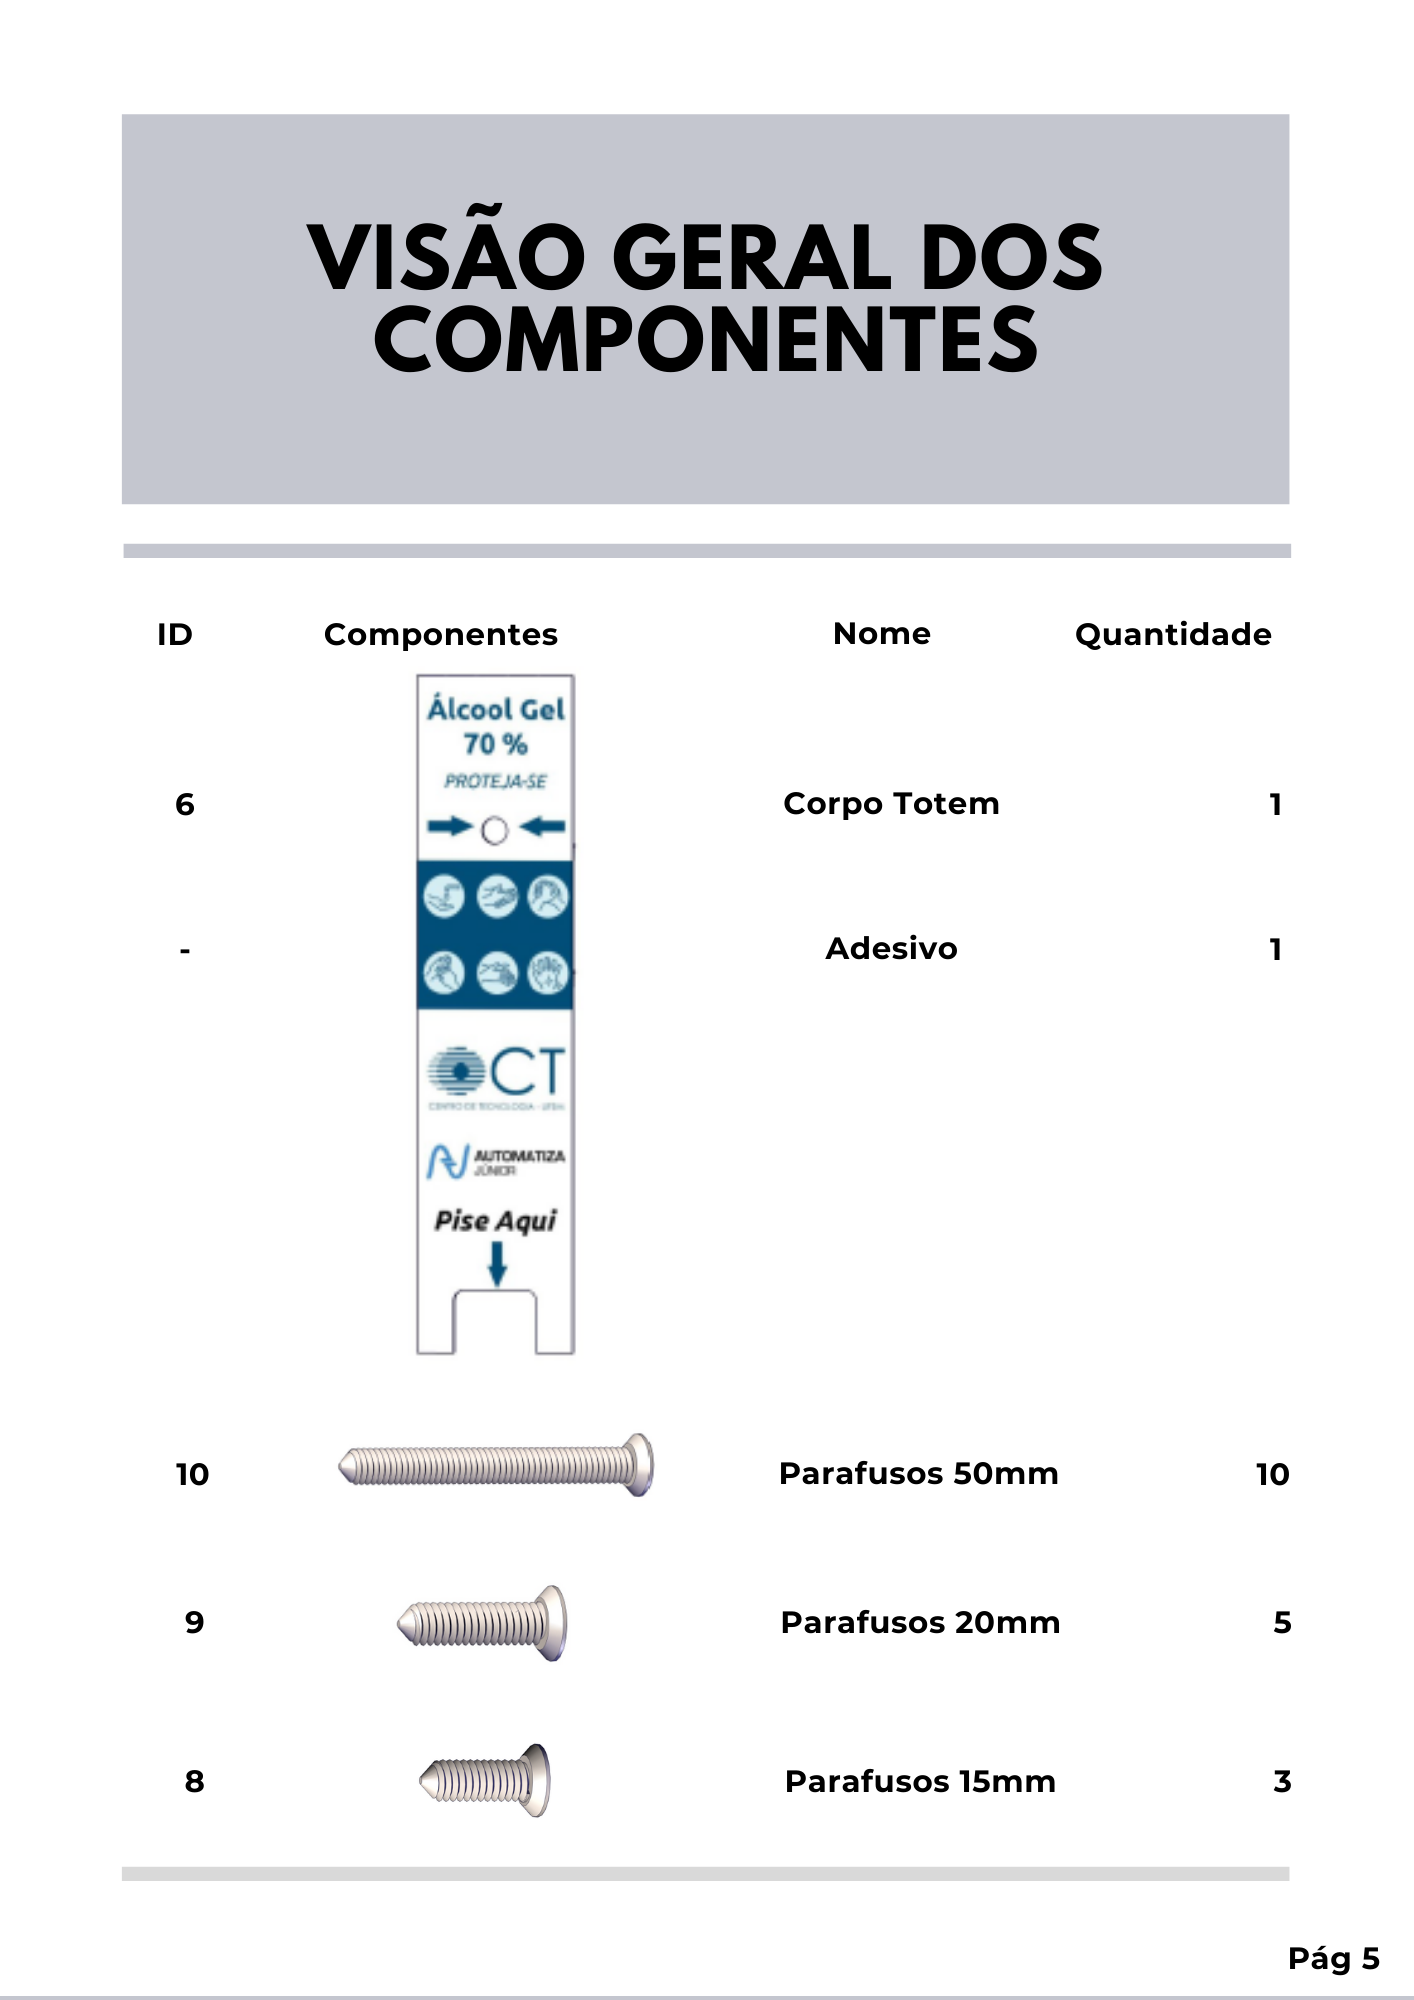 VISÃO GERAL DOS
COMPONENTES
ID Componentes Nome Quantidade
Álcool Gel
70 %
PROTEJA-SE
6 Corpo Totem 1
- Adesivo 1
CT
CENTRO DE TECNOLOGIA - UFSM
AUTOMATIZA
JÚNIOR
Pise Aqui
10 Parafusos 50mm 10
9 Parafusos 20mm 5
8 Parafusos 15mm 3
Pág 5